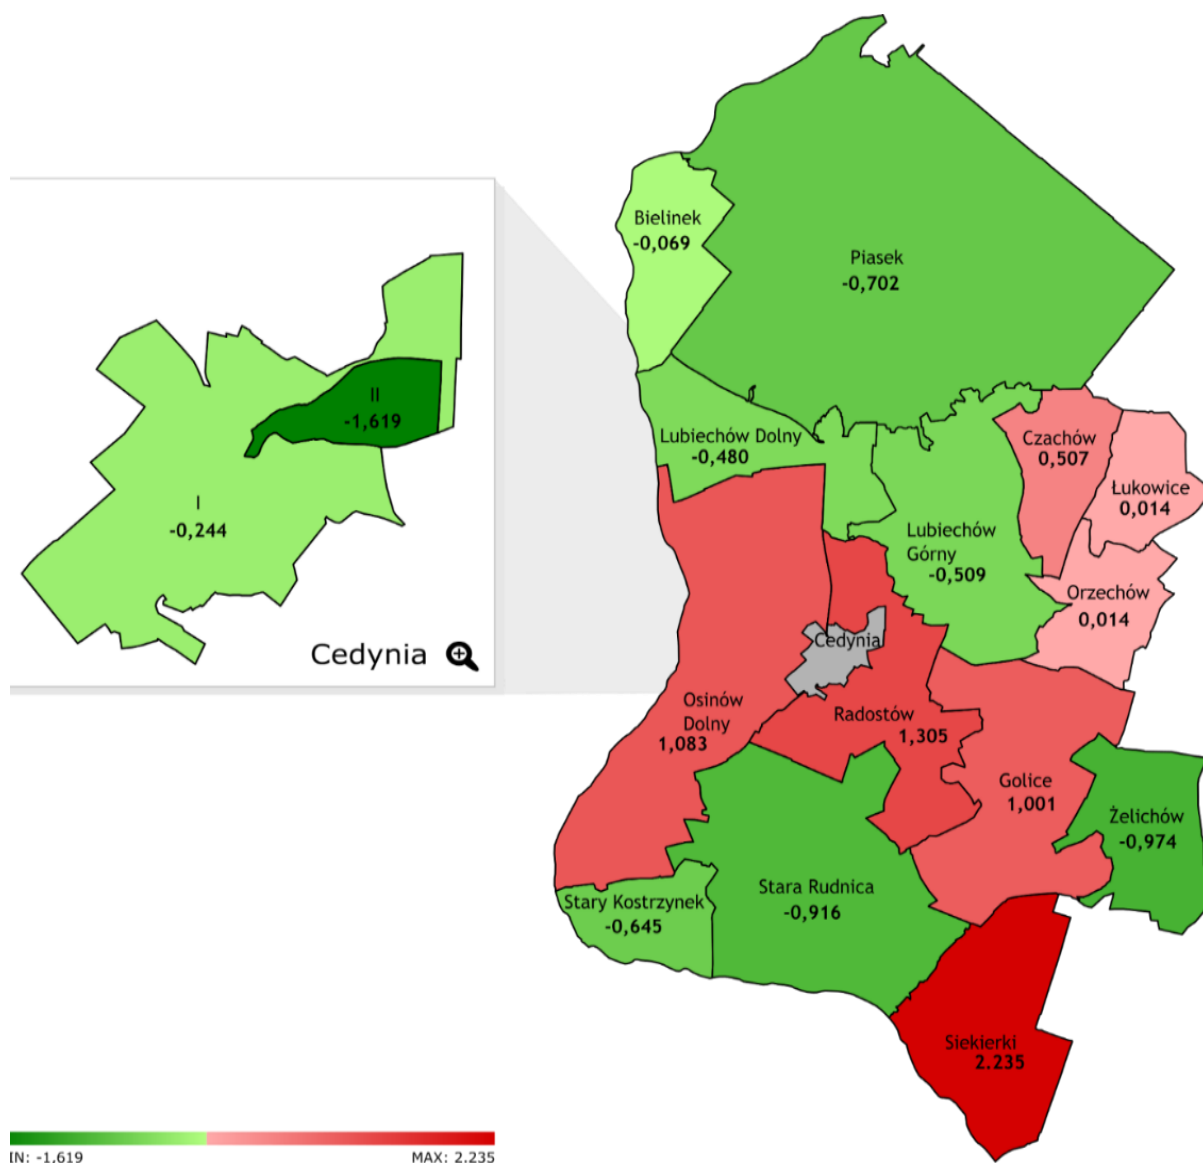 Bielinek
-0,069
Piasek
-0,702
II
-1,619
I
-0,244
Cedynia
Lubiechów Dolny
-0,480
Czachów
0,507
Łukowice
0,014
Lubiechów
Górny
-0,509
Orzechów
0,014
Cedynia
Osinów
Dolny
1,083
Radostów
1,305
Golice
1,001
Żelichów
-0,974
Stara Rudnica
-0,916
Stary Kostrzynek
-0,645
Siekierki
2.235
IN: -1,619
MAX: 2.235